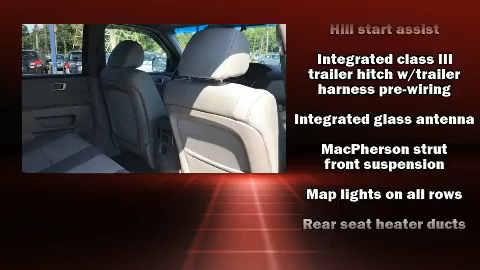 Hill start assist
Integrated class III
trailer hitch w/trailer
harness pre-wiring
Integrated glass antenna
MacPherson strut
front suspension
Map lights on all rows
Rear seat heater ducts